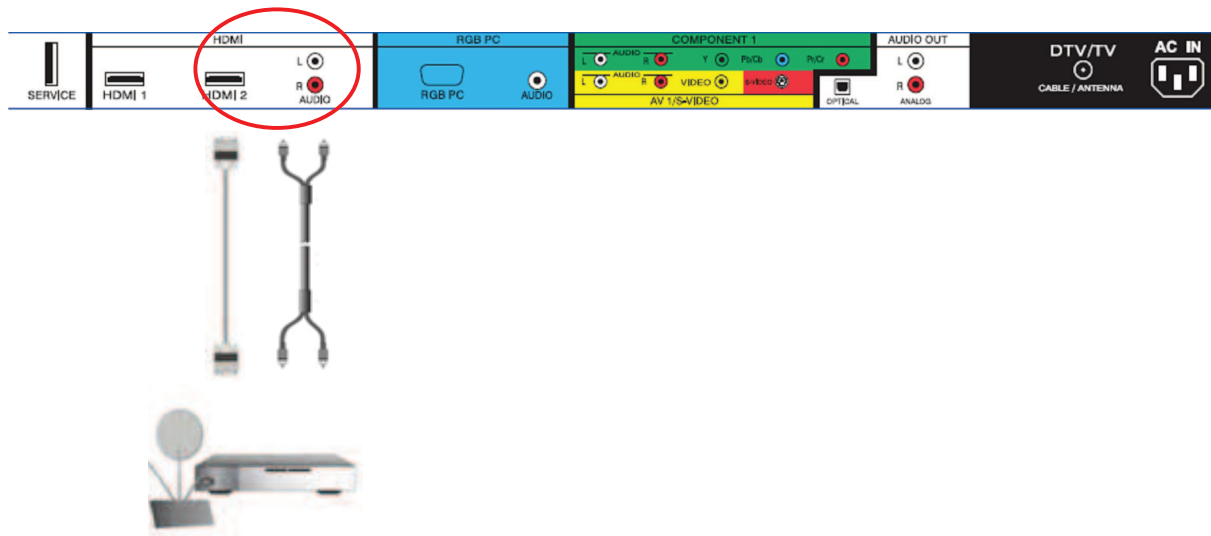 HDMI
RGB PC
COMPONENT 1
AUDIO OUT
DTV/TV
AC IN
L AUDIO R Y Pb/Cb Pr/Cr
L
SERVICE
HDMI 1
HDMI 2
R
AUDIO
RGB PC
AUDIO
L AUDIO R VIDEO S-VIDEO
AV 1/S-VIDEO
OPTICAL
L
R
ANALOG
CABLE / ANTENNA